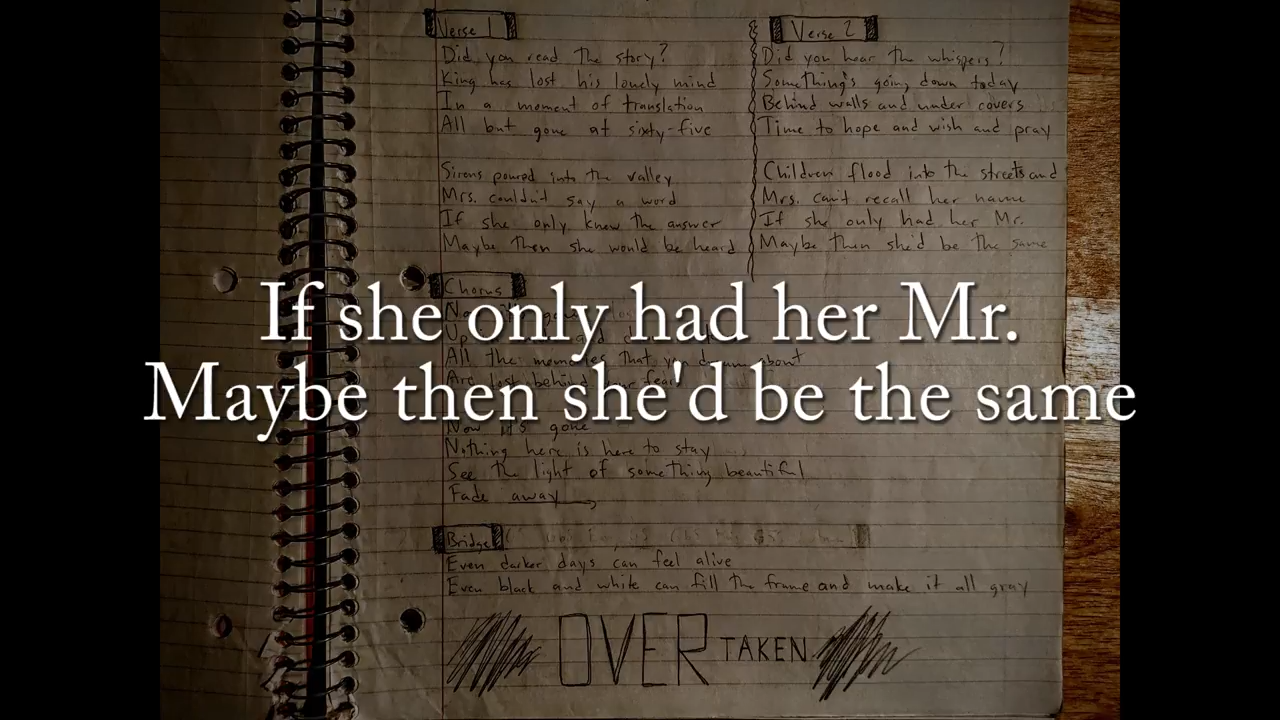 Verse 1
Did you read the story?
King has lost his lonely mind
In a moment of translation
All but gone at sixty-five
Sirens poured into the valley
Mrs. couldn't say a word
If she only knew the answer
Maybe then she would be heard
Verse 2
Did you hear the whispers?
Something's going down today
Behind walls and under covers
Time to hope and wish and pray
Children flood into the streets and
Mrs. can't recall her name
If she only had her Mr.
Maybe then she'd be the same
Chorus
If she only had her Mr.
All the memories that you dream about
Maybe then she'd be the same
Now it's gone
Nothing here is here to stay
See the light of something beautiful
Fade away
Bridge
Even darker days can feel alive
Even black and white can fill the frame and make it all gray
OVER TAKEN